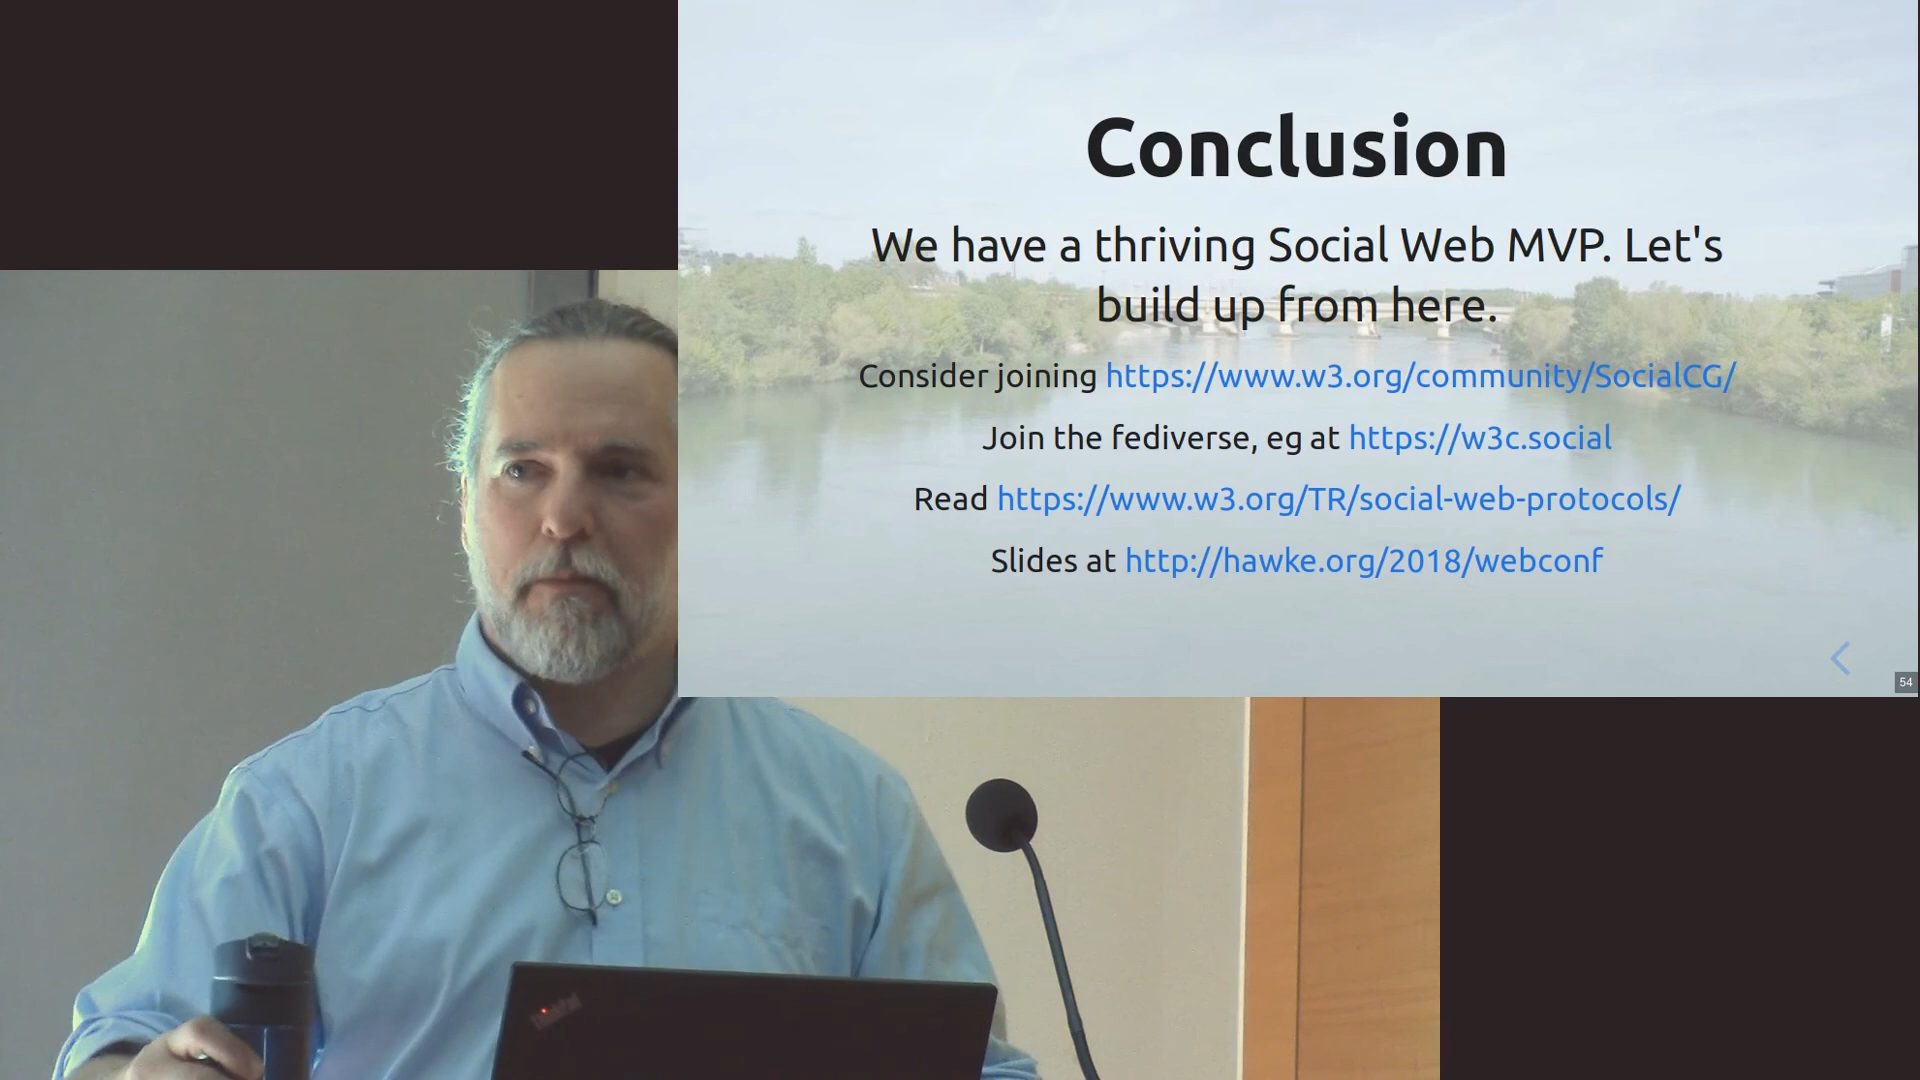 Conclusion
We have a thriving Social Web MVP. Let's
build up from here.
Consider joining https://www.w3.org/community/SocialCG/
Join the fediverse, eg at https://w3c.social
Read https://www.w3.org/TR/social-web-protocols/
Slides at http://hawke.org/2018/webconf
54
ThinkPad